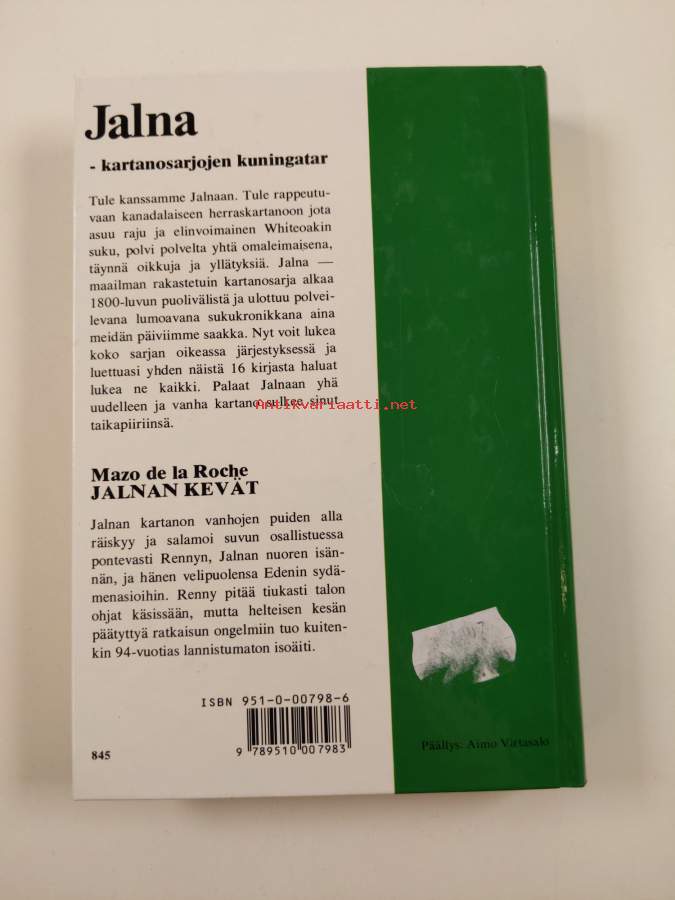 Jalna
- kartanosarjojen kuningatar
Tule kanssamme Jalnaan. Tule rappeutu-
vaan kanadalaiseen herraskartanoon jota
asuu raju ja elinvoimainen Whiteoakin
suku, polvi polvelta yhtä omaleimaisena,
täynnä oikkuja ja yllätyksiä. Jalna —
maailman rakastetuin kartanosarja alkaa
1800-luvun puolivälistä ja ulottuu polvei-
levana lumoavana sukukronikkana aina
meidän päiviimme saakka. Nyt voit lukea
koko sarjan oikeassa järjestyksessä ja
luettuasi yhden näistä 16 kirjasta haluat
lukea ne kaikki. Palaat Jalnaan yhä
uudelleen ja vanha kartano sulkee sinut
taikapiiriinsä.
Antikvariaatti.net
Mazo de la Roche
JALNAN KEVÄT
Jalnan kartanon vanhojen puiden alla
räiskyy ja salamoi suvun osallistuessa
pontevasti Rennyn, Jalnan nuoren isän-
nän, ja hänen velipuolensa Edenin sydä-
menasioihin. Renny pitää tiukasti talon
ohjat käsissään, mutta helteisen kesän
päätyttyä ratkaisun ongelmiin tuo kuiten-
kin 94-vuotias lannistumaton isoäiti.
ISBN 951-0-00798-6
9 789510 007983
845
Päällys: Aimo Virtasalo